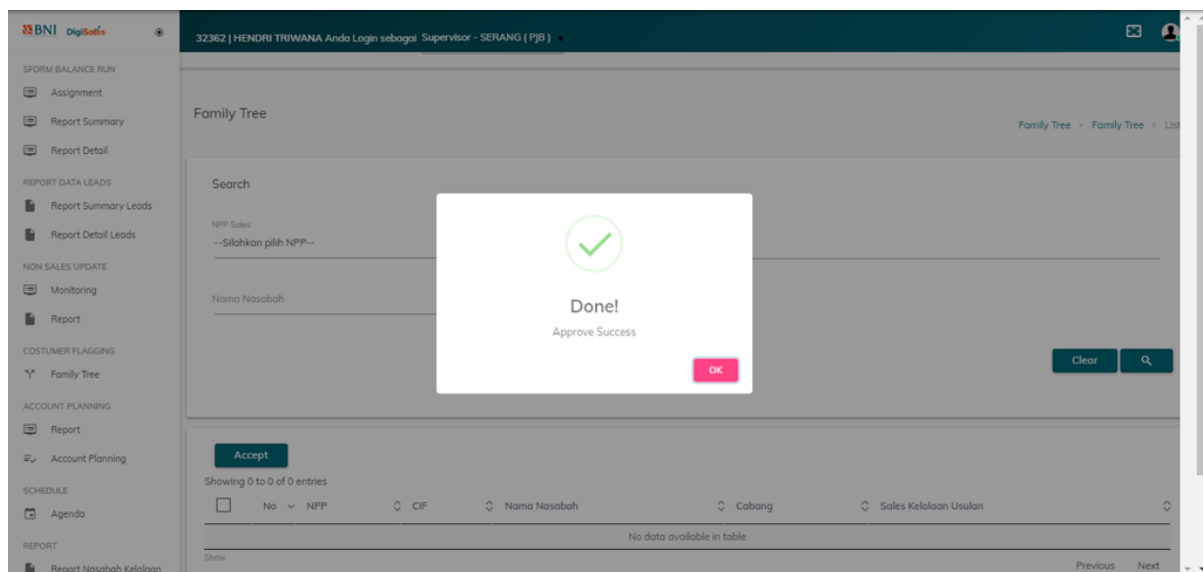 BNI DigiSales
32362 | HENDRI TRIWANA Anda Login sebagai Supervisor - SERANG ( PJB )
SFORM BALANCE RUN
Assignment
Report Summary
Report Detail
REPORT DATA LEADS
Report Summary Leads
Report Detail Leads
NON SALES UPDATE
Monitoring
Report
COSTUMER FLAGGING
Family Tree
ACCOUNT PLANNING
Report
Account Planning
SCHEDULE
Agenda
REPORT
Report Nasabah Kelolaan
Family Tree
Family Tree > Family Tree > List
Search
NPP Sales
--Silahkan pilih NPP--
Nama Nasabah
Done!
Approve Success
OK
Clear
Accept
Showing 0 to 0 of 0 entries
No NPP CIF Nama Nasabah Cabang Sales Kelolaan Usulan
No data available in table
Show
Previous Next